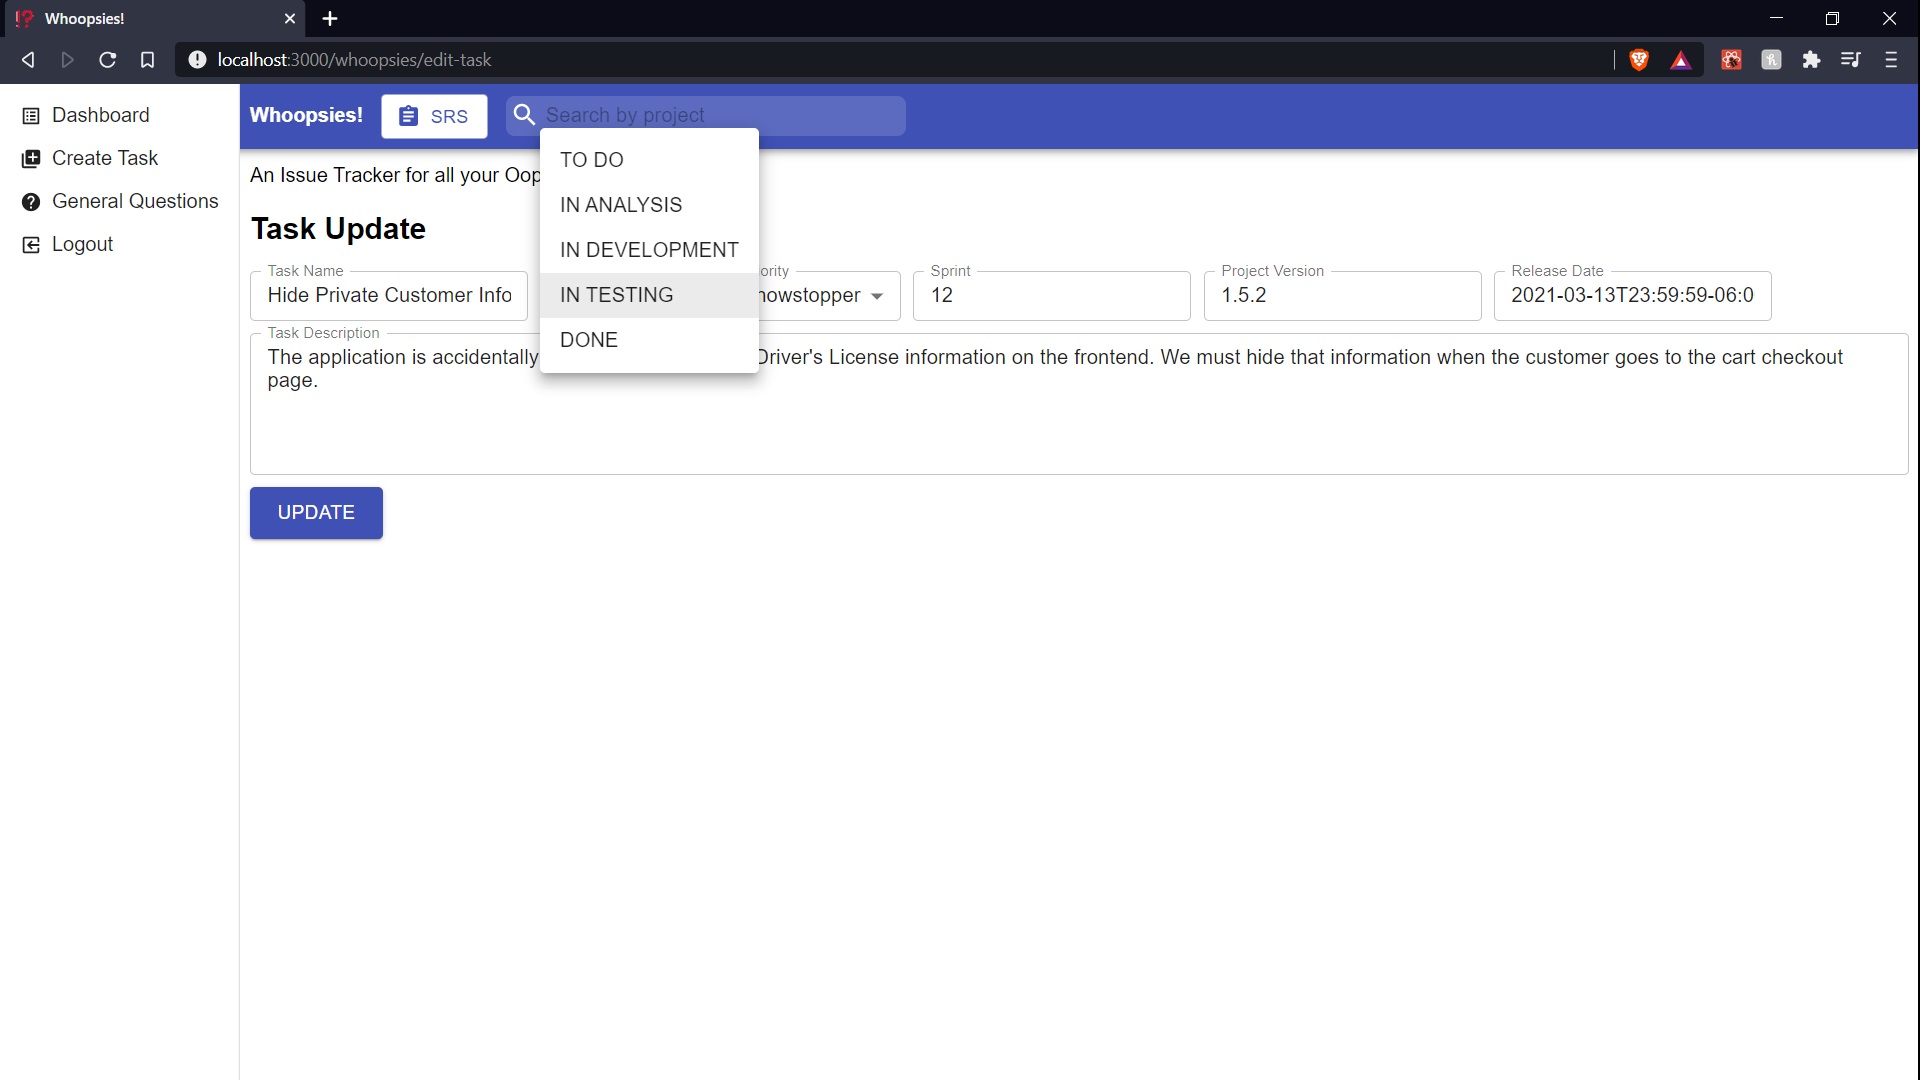 Whoopsies!
localhost:3000/whoopsies/edit-task
Dashboard
Create Task
General Questions
Logout
Whoopsies!
SRS
Search by project
An Issue Tracker for all your
Task Update
TO DO
IN ANALYSIS
IN DEVELOPMENT
IN TESTING
DONE
Task Name
Hide Private Customer Info
ority
howstopper
Sprint
12
Project Version
1.5.2
Release Date
2021-03-13T23:59:59-06:0
Task Description
The application is accidentally Driver's License information on the frontend. We must hide that information when the customer goes to the cart checkout
page.
UPDATE